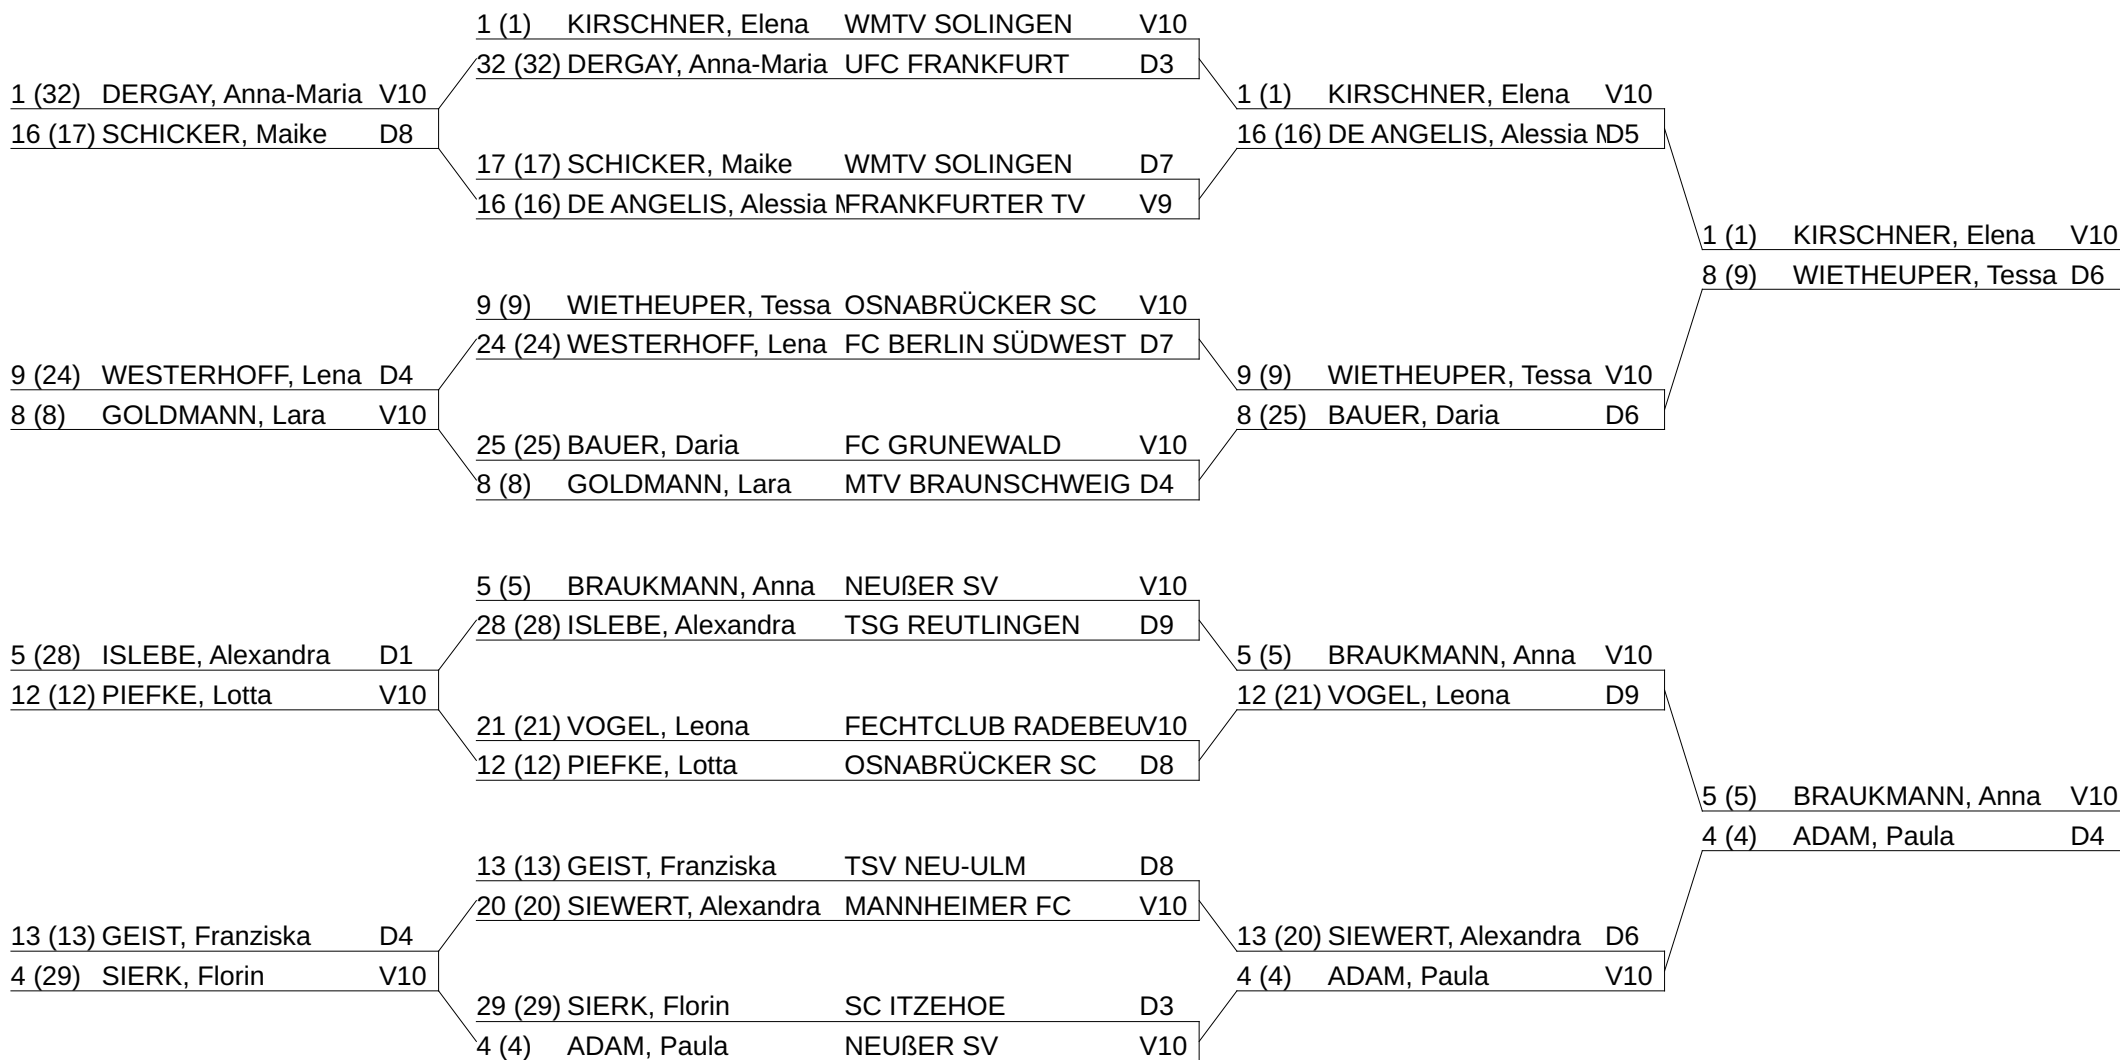 1 (1) KIRSCHNER, Elena WMTV SOLINGEN V10
32 (32) DERGAY, Anna-Maria UFC FRANKFURT D3
1 (32) DERGAY, Anna-Maria V10
1 (1) KIRSCHNER, Elena V10
16 (17) SCHICKER, Maike D8
16 (16) DE ANGELIS, Alessia D5
17 (17) SCHICKER, Maike WMTV SOLINGEN D7
16 (16) DE ANGELIS, Alessia FRANKFURTER TV V9
1 (1) KIRSCHNER, Elena V10
8 (9) WIETHEUPER, Tessa D6
9 (9) WIETHEUPER, Tessa OSNABRÜCKER SC V10
24 (24) WESTERHOFF, Lena FC BERLIN SÜDWEST D7
9 (24) WESTERHOFF, Lena D4
9 (9) WIETHEUPER, Tessa V10
8 (8) GOLDMANN, Lara V10
8 (25) BAUER, Daria D6
25 (25) BAUER, Daria FC GRUNEWALD V10
8 (8) GOLDMANN, Lara MTV BRAUNSCHWEIG D4
5 (5) BRAUKMANN, Anna NEUßER SV V10
28 (28) ISLEBE, Alexandra TSG REUTLINGEN D9
5 (28) ISLEBE, Alexandra D1
5 (5) BRAUKMANN, Anna V10
12 (12) PIEFKE, Lotta V10
12 (21) VOGEL, Leona D9
21 (21) VOGEL, Leona FECHTCLUB RADEBEU V10
12 (12) PIEFKE, Lotta OSNABRÜCKER SC D8
5 (5) BRAUKMANN, Anna V10
4 (4) ADAM, Paula D4
13 (13) GEIST, Franziska TSV NEU-ULM D8
20 (20) SIEWERT, Alexandra MANNHEIMER FC V10
13 (13) GEIST, Franziska D4
13 (20) SIEWERT, Alexandra D6
4 (29) SIERK, Florin V10
4 (4) ADAM, Paula V10
29 (29) SIERK, Florin SC ITZEHOE D3
4 (4) ADAM, Paula NEUßER SV V10